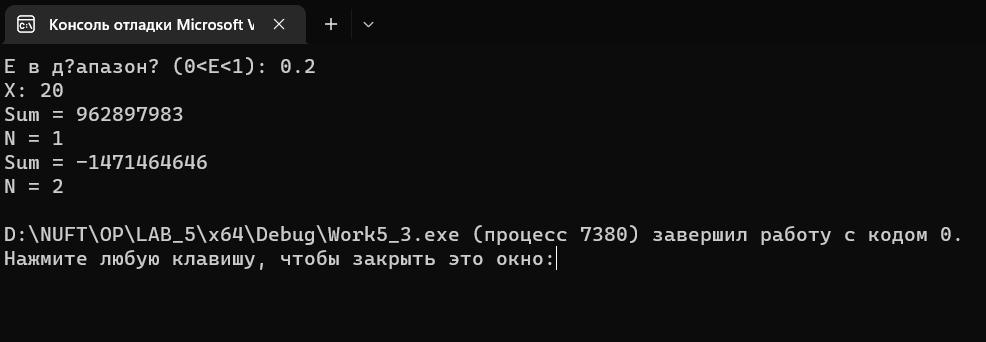 Консоль отладки Microsoft V
E в д?апазон? (0<E<1): 0.2
X: 20
Sum = 962897983
N = 1
Sum = -1471464646
N = 2
D:\NUFT\OP\LAB_5\x64\Debug\Work5_3.exe (процесс 7380) завершил работу с кодом 0.
Нажмите любую клавишу, чтобы закрыть это окно: